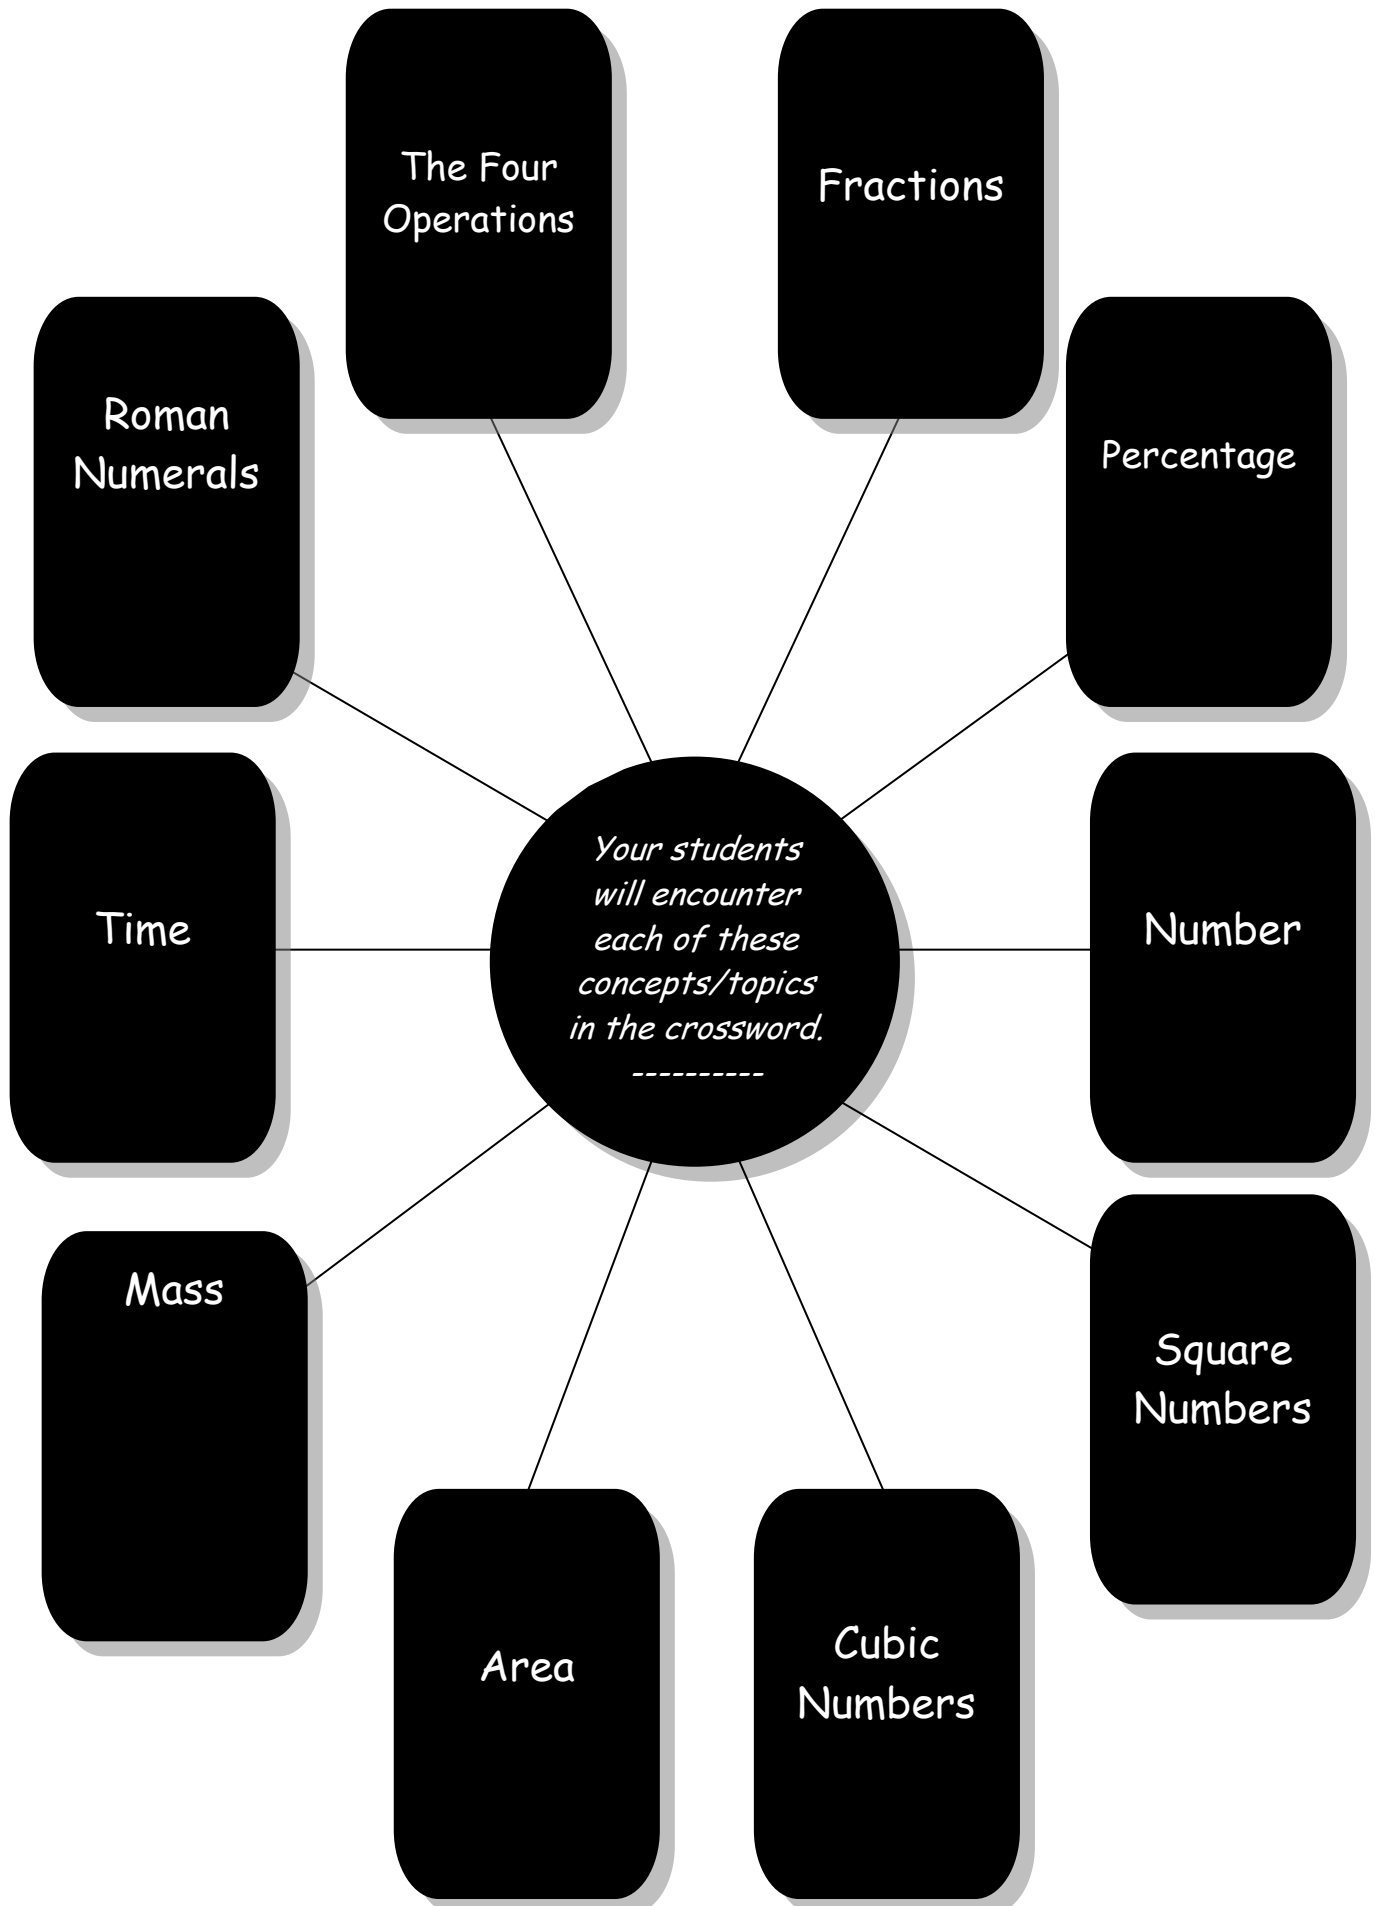 The Four
Operations
Fractions
Roman
Numerals
Percentage
Your students
will encounter
each of these
concepts/topics
in the crossword.
----------
Time
Number
Mass
Square
Numbers
Area
Cubic
Numbers